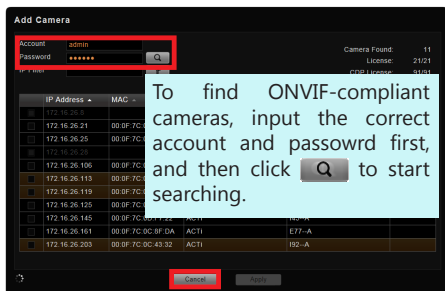 Add Camera
Account admin
Password ••••••
IP Filter
Camera Found: 11
License: 21/21
CDP License: 91/91
To find ONVIF-compliant
cameras, input the correct
account and passowrd first,
and then click to start
searching.
IP Address MAC
172.16.26.8
172.16.26.21 00:0F:7C:
172.16.26.25 00:0F:7C:
172.16.26.28
172.16.26.106 00:0F:7C:
172.16.26.113 00:0F:7C:
172.16.26.119 00:0F:7C:
172.16.26.125 00:0F:7C:
172.16.26.145 00:0F:7C: ACTi
172.16.26.161 00:0F:7C:0C:8F:DA ACTi E77--A
172.16.26.203 00:0F:7C:0C:43:32 ACTi I92--A
Cancel Apply